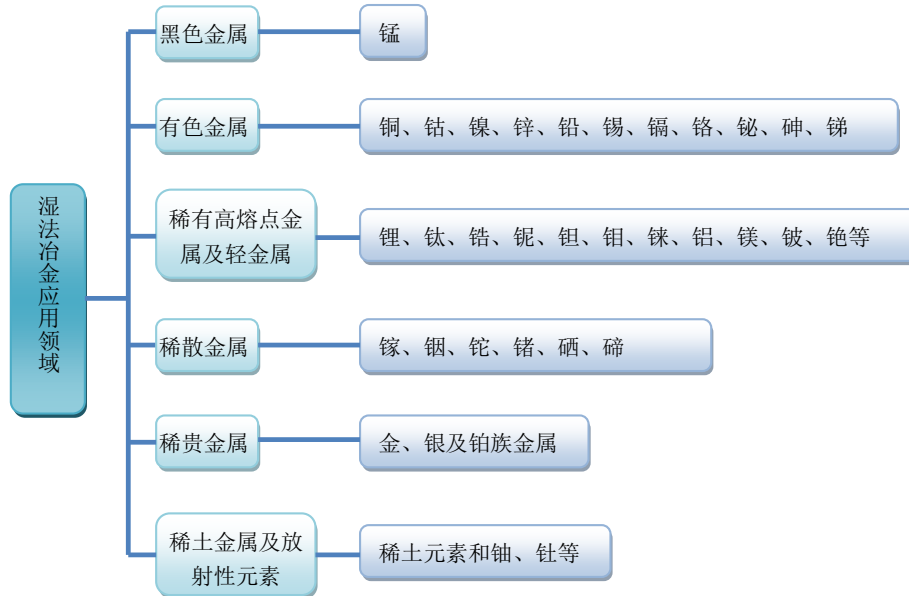 湿法冶金应用领域
黑色金属
锰
有色金属
铜、钴、镍、锌、铅、锡、镉、铬、铋、砷、锑
稀有高熔点金
属及轻金属
锂、钛、锆、铌、钽、钼、铼、铝、镁、铍、铯等
稀散金属
镓、铟、铊、锗、硒、碲
稀贵金属
金、银及铂族金属
稀土金属及放
射性元素
稀土元素和铀、钍等